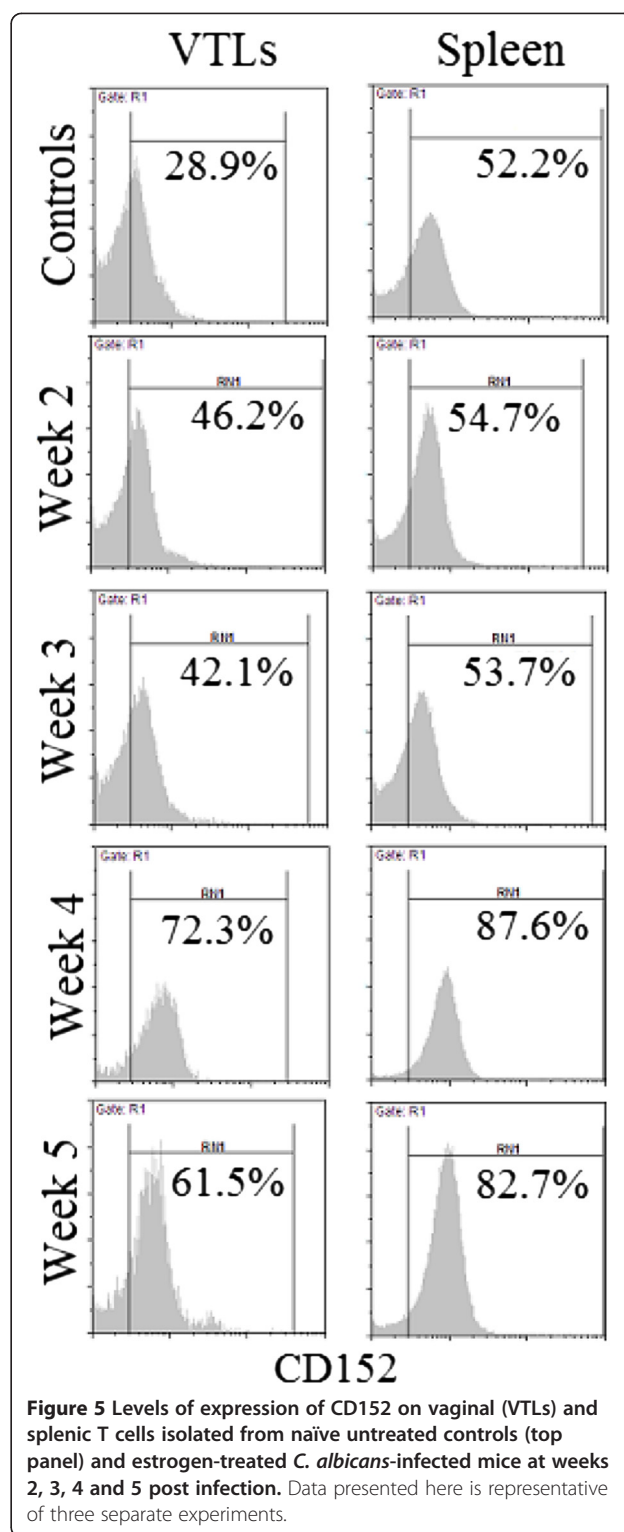 VTLs Spleen
Controls
Gate: R1
28.9%
Gate: R1
52.2%
Week 2
Gate: R1
RN1
46.2%
Gate: R1
RN1
54.7%
Week 3
Gate: R1
RN1
42.1%
Gate: R1
RN1
53.7%
Week 4
Gate: R1
RN1
72.3%
Gate: R1
RN1
87.6%
Week 5
Gate: R1
RN1
61.5%
Gate: R1
RN1
82.7%
CD152
Figure 5 Levels of expression of CD152 on vaginal (VTLs) and
splenic T cells isolated from naïve untreated controls (top
panel) and estrogen-treated C. albicans-infected mice at weeks
2, 3, 4 and 5 post infection. Data presented here is representative
of three separate experiments.